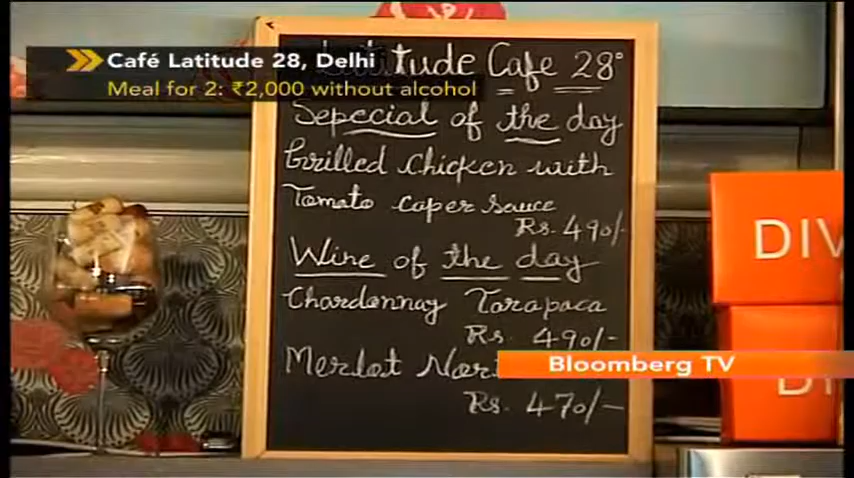 Café Latitude 28, Delhi
Meal for 2: ₹2,000 without alcohol
Latitude Cafe 28°
Sepecial of the day
Grilled chicken with
Tomato caper sauce
Rs. 490/-
Wine of the day
Chardonnay Tarapaca
Rs. 490/-
Merlot
Rs. 470/-
Bloomberg TV
DIV